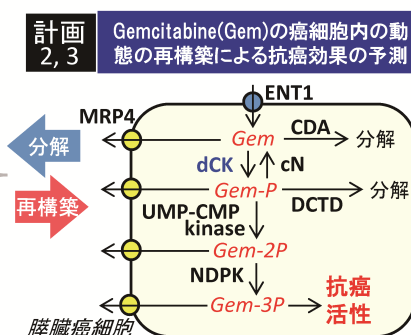 計画
2, 3
Gemcitabine(Gem)の癌細胞内の動
態の再構築による抗癌効果の予測
ENT1
MRP4
Gem
CDA
分解
分解
dCK
cN
Gem-P
分解
再構築
DCTD
UMP-CMP
kinase
Gem-2P
NDPK
抗癌
Gem-3P
活性
膵臓癌細胞